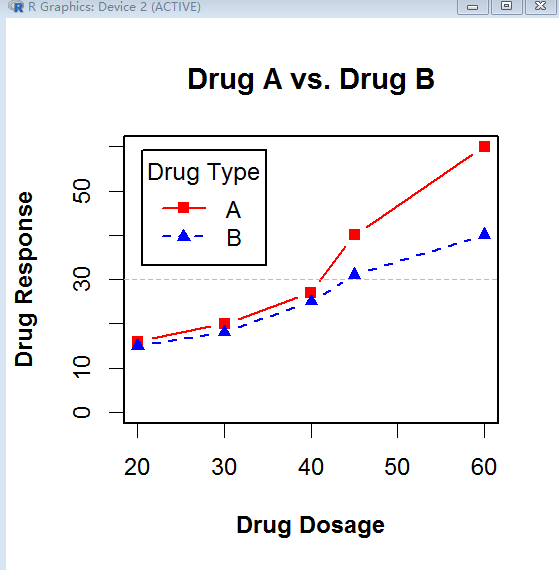 R Graphics: Device 2 (ACTIVE)
Drug A vs. Drug B
Drug Type
A
B
Drug Response
50
30
10
0
20 30 40 50 60
Drug Dosage